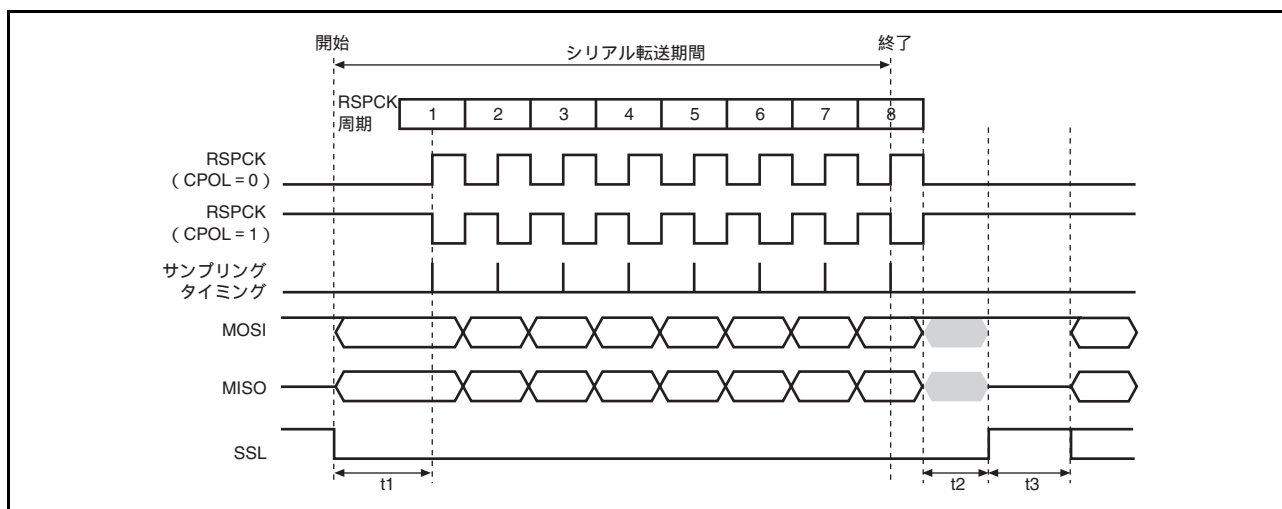 開始
終了
シリアル転送期間
RSPCK
周期
1 2 3 4 5 6 7 8
RSPCK
（CPOL = 0）
RSPCK
（CPOL = 1）
サンプリング
タイミング
MOSI
MISO
SSL
t1
t2
t3